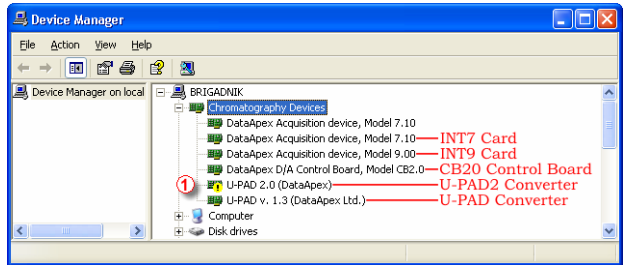 Device Manager
File Action View Help
Device Manager on local
BRIGADNIK
Chromatography Devices
DataApex Acquisition device, Model 7.10
DataApex Acquisition device, Model 7.10 INT7 Card
DataApex Acquisition device, Model 9.00 INT9 Card
DataApex D/A Control Board, Model CB2.0 CB20 Control Board
1 U-PAD 2.0 (DataApex) U-PAD2 Converter
U-PAD v. 1.3 (DataApex Ltd.) U-PAD Converter
Computer
Disk drives